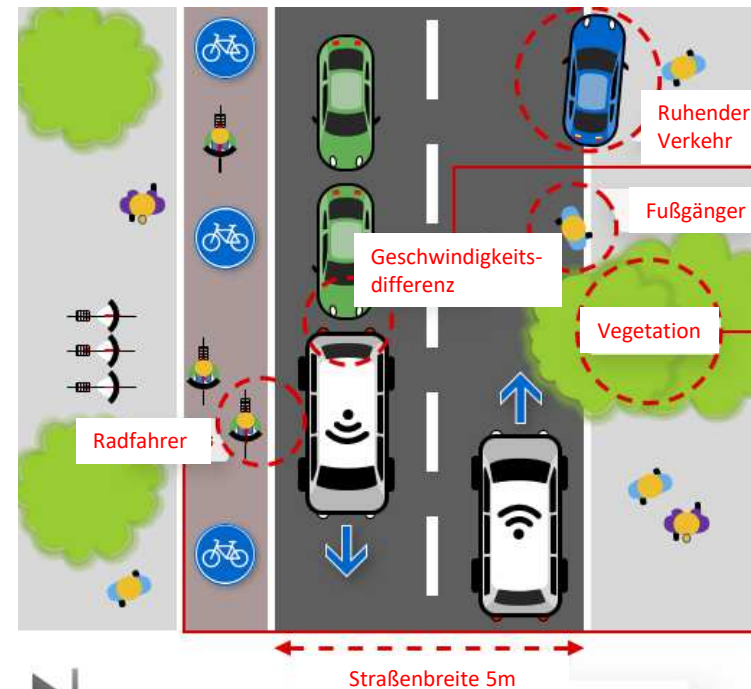 Ruhender
Verkehr
Fußgänger
Geschwindigkeits-
differenz
Vegetation
Radfahrer
Straßenbreite 5m